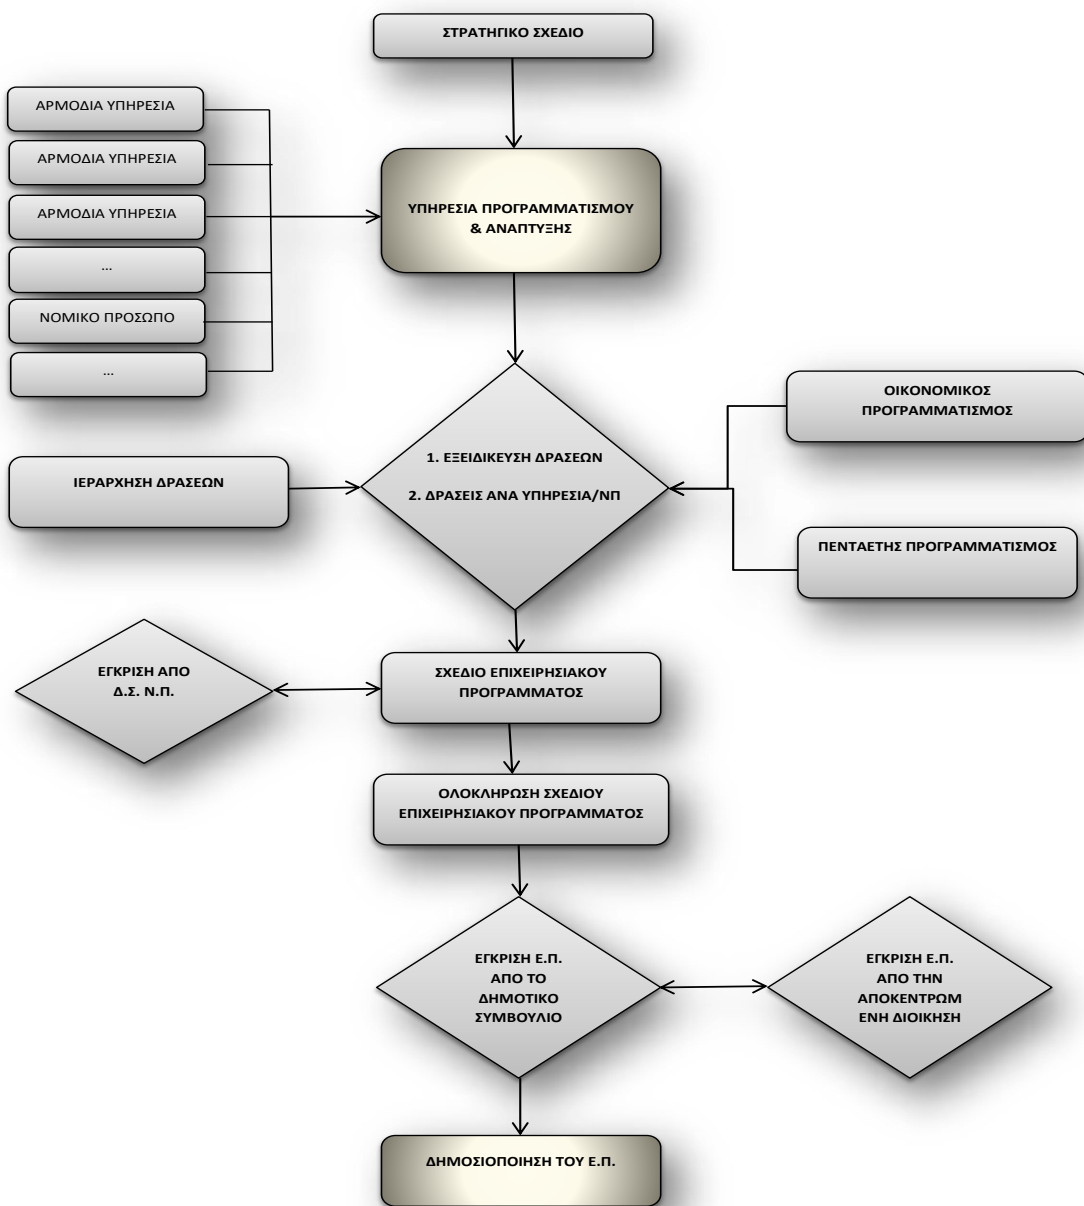 ΣΤΡΑΤΗΓΙΚΟ ΣΧΕΔΙΟ
ΑΡΜΟΔΙΑ ΥΠΗΡΕΣΙΑ
ΑΡΜΟΔΙΑ ΥΠΗΡΕΣΙΑ
ΑΡΜΟΔΙΑ ΥΠΗΡΕΣΙΑ
...
ΝΟΜΙΚΟ ΠΡΟΣΩΠΟ
...
ΥΠΗΡΕΣΙΑ ΠΡΟΓΡΑΜΜΑΤΙΣΜΟΥ
& ΑΝΑΠΤΥΞΗΣ
ΟΙΚΟΝΟΜΙΚΟΣ
ΠΡΟΓΡΑΜΜΑΤΙΣΜΟΣ
ΙΕΡΑΡΧΗΣΗ ΔΡΑΣΕΩΝ
1. ΕΞΕΙΔΙΚΕΥΣΗ ΔΡΑΣΕΩΝ
2. ΔΡΑΣΕΙΣ ΑΝΑ ΥΠΗΡΕΣΙΑ/ΝΠ
ΠΕΝΤΑΕΤΗΣ ΠΡΟΓΡΑΜΜΑΤΙΣΜΟΣ
ΕΓΚΡΙΣΗ ΑΠΟ
Δ.Σ. Ν.Π.
ΣΧΕΔΙΟ ΕΠΙΧΕΙΡΗΣΙΑΚΟΥ
ΠΡΟΓΡΑΜΜΑΤΟΣ
ΟΛΟΚΛΗΡΩΣΗ ΣΧΕΔΙΟΥ
ΕΠΙΧΕΙΡΗΣΙΑΚΟΥ ΠΡΟΓΡΑΜΜΑΤΟΣ
ΕΓΚΡΙΣΗ Ε.Π.
ΑΠΟ ΤΟ
ΔΗΜΟΤΙΚΟ
ΣΥΜΒΟΥΛΙΟ
ΕΓΚΡΙΣΗ Ε.Π.
ΑΠΟ ΤΗΝ
ΑΠΟΚΕΝΤΡΩΜ
ΕΝΗ ΔΙΟΙΚΗΣΗ
ΔΗΜΟΣΙΟΠΟΙΗΣΗ ΤΟΥ Ε.Π.